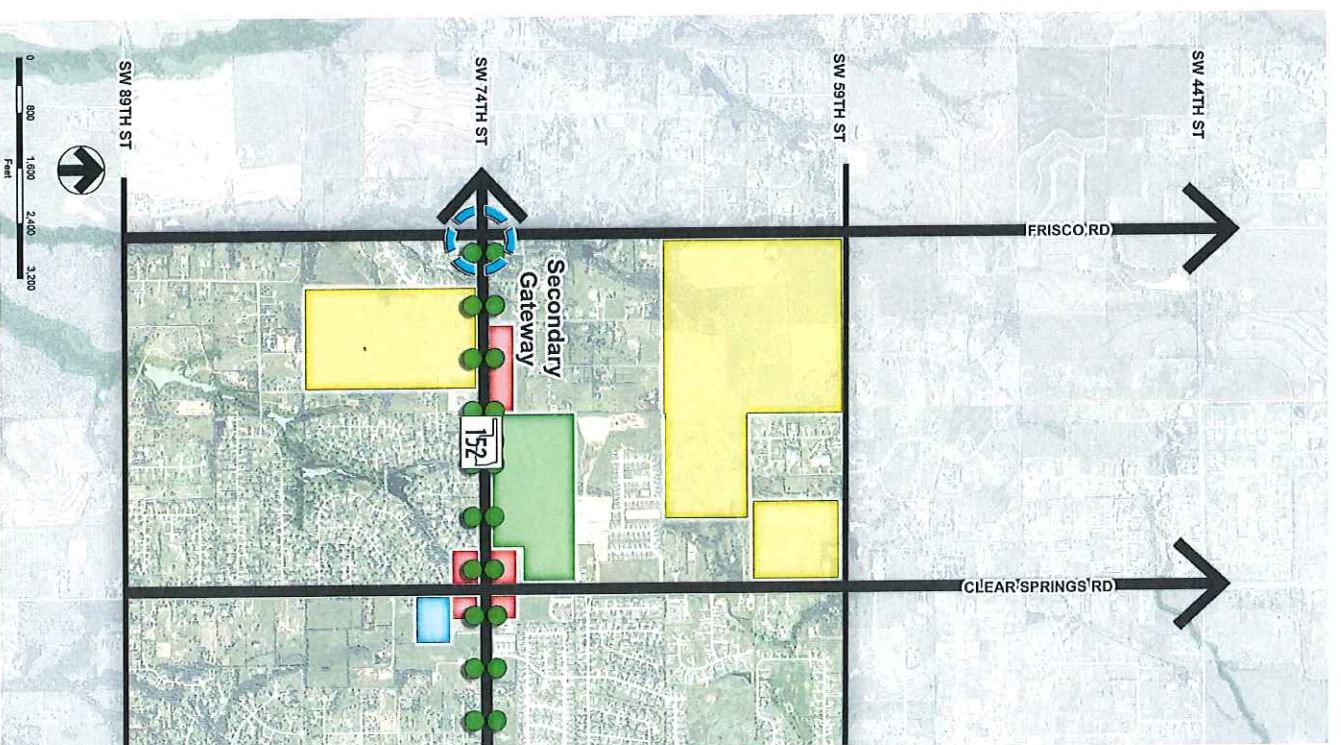 SW 89TH ST
SW 74TH ST
SW 59TH ST
SW 44TH ST
0
800
1,600
2,400
3,200
Feet
FRISCO RD
Secondary
Gateway
152
CLEAR SPRINGS RD